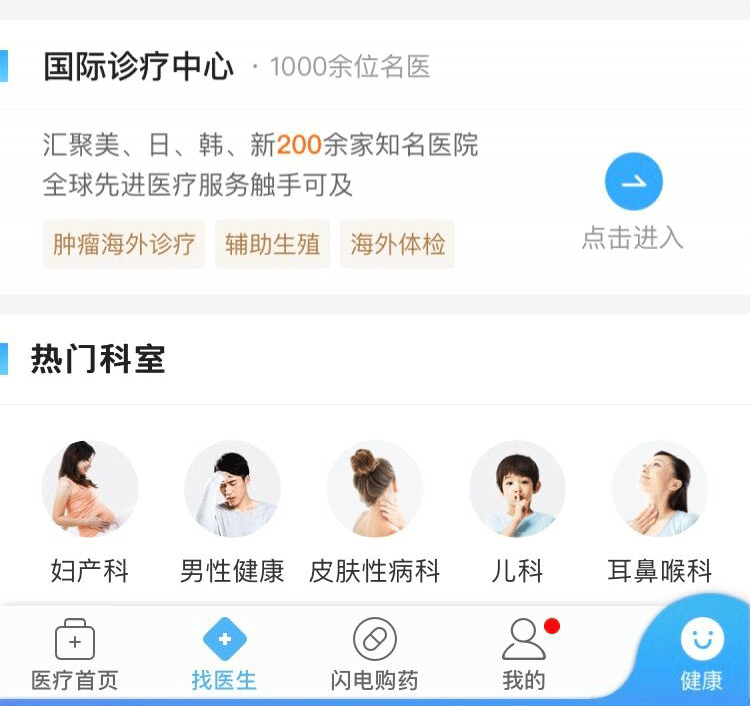 国际诊疗中心 · 1000余位名医
汇聚美、日、韩、新200余家知名医院
全球先进医疗服务触手可及
肿瘤海外诊疗 辅助生殖 海外体检
点击进入
热门科室
妇产科 男性健康 皮肤性病科 儿科 耳鼻喉科
医疗首页 找医生 闪电购药 我的 健康